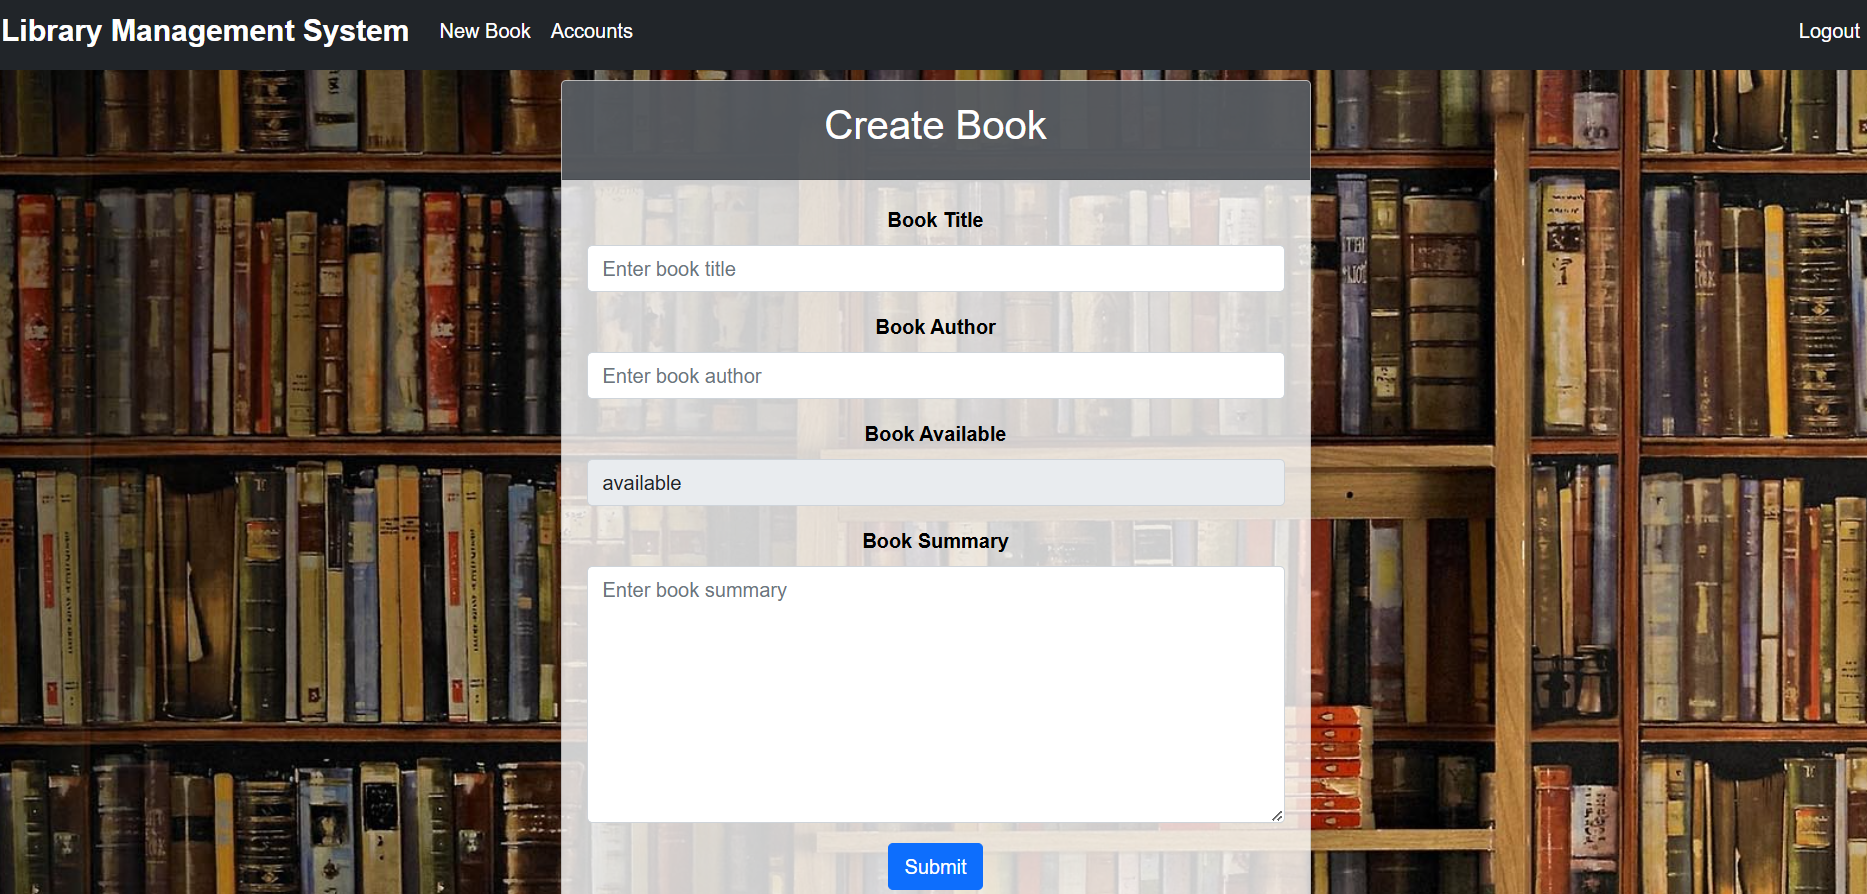 Library Management System New Book Accounts Logout
Create Book
Book Title
Enter book title
Book Author
Enter book author
Book Available
available
Book Summary
Enter book summary
Submit